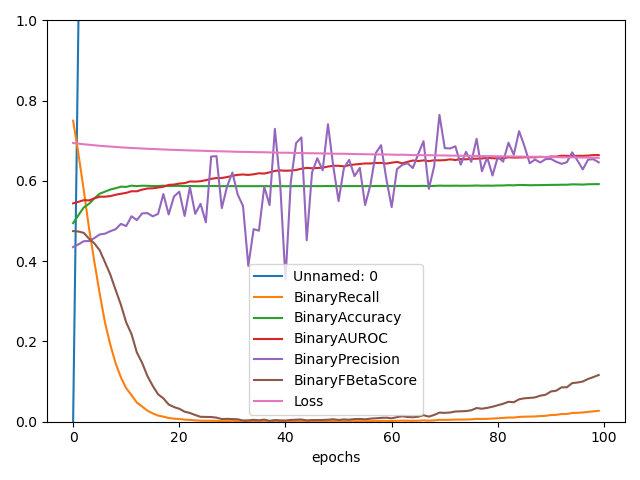 1.0
0.8
0.6
0.4
0.2
0.0
Unnamed: 0
BinaryRecall
BinaryAccuracy
BinaryAUROC
BinaryPrecision
BinaryFBetaScore
Loss
0 20 40 60 80 100
epochs